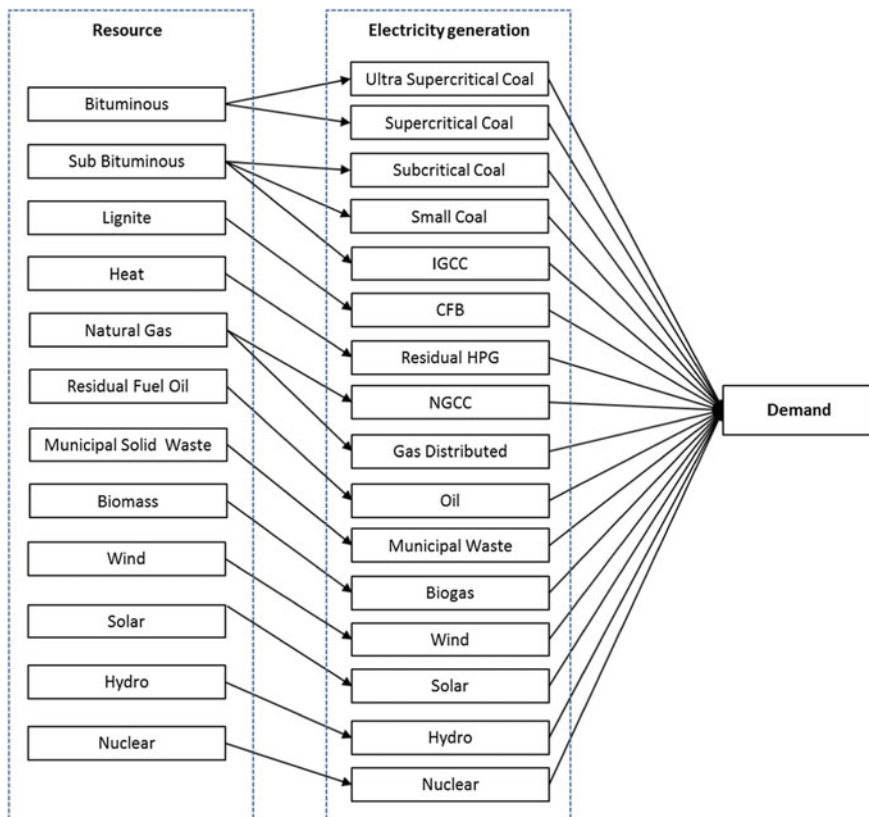 Resource
Electricity generation
Bituminous
Sub Bituminous
Lignite
Heat
Natural Gas
Residual Fuel Oil
Municipal Solid Waste
Biomass
Wind
Solar
Hydro
Nuclear
Ultra Supercritical Coal
Supercritical Coal
Subcritical Coal
Small Coal
IGCC
CFB
Residual HPG
NGCC
Gas Distributed
Oil
Municipal Waste
Biogas
Wind
Solar
Hydro
Nuclear
Demand